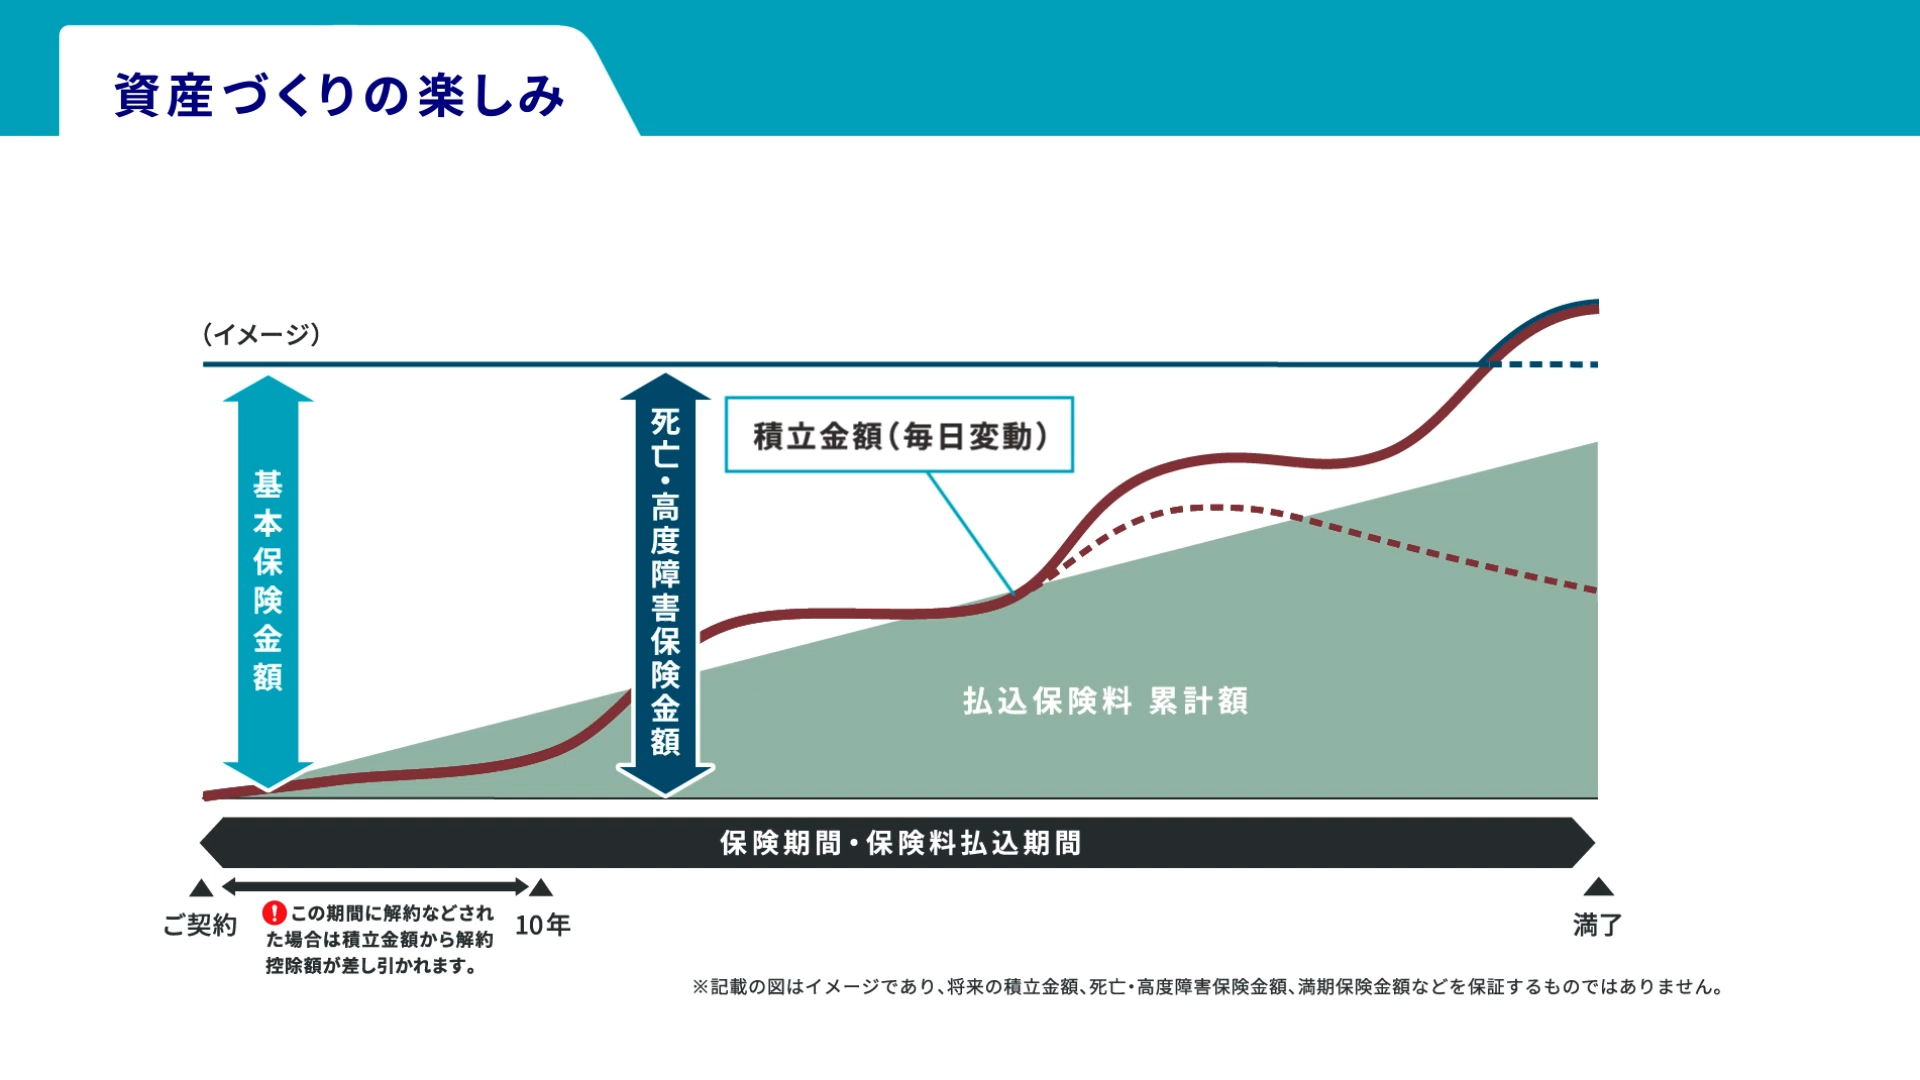 資産づくりの楽しみ
（イメージ）
基本保険金額
死亡・高度障害保険金額
積立金額（毎日変動）
払込保険料 累計額
保険期間・保険料払込期間
ご契約
!この期間に解約などされ
た場合は積立金額から解約
控除額が差し引かれます。
10年
満了
※記載の図はイメージであり、将来の積立金額、死亡・高度障害保険金額、満期保険金額などを保証するものではありません。